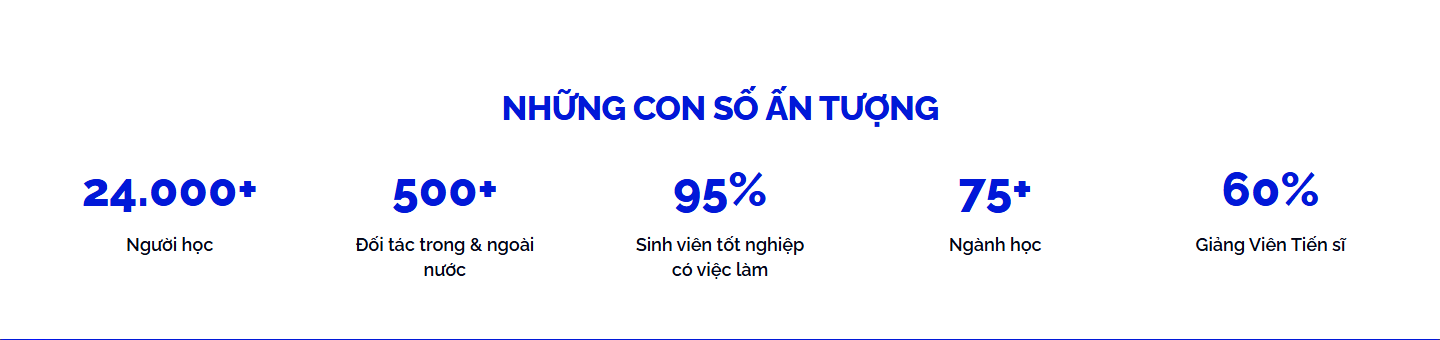 NHỮNG CON SỐ ẤN TƯỢNG
24.000+
Người học
500+
Đối tác trong & ngoài
nước
95%
Sinh viên tốt nghiệp
có việc làm
75+
Ngành học
60%
Giảng Viên Tiến sĩ